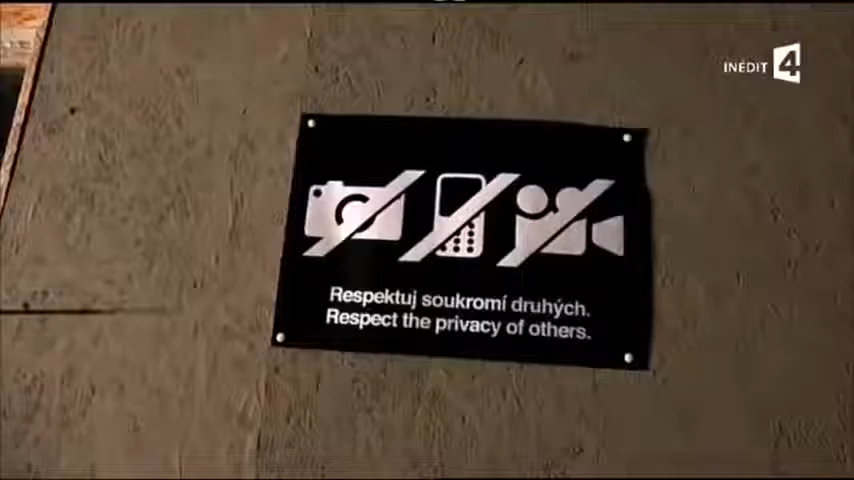 INÉDIT 4
Respektuj soukromí druhých.
Respect the privacy of others.